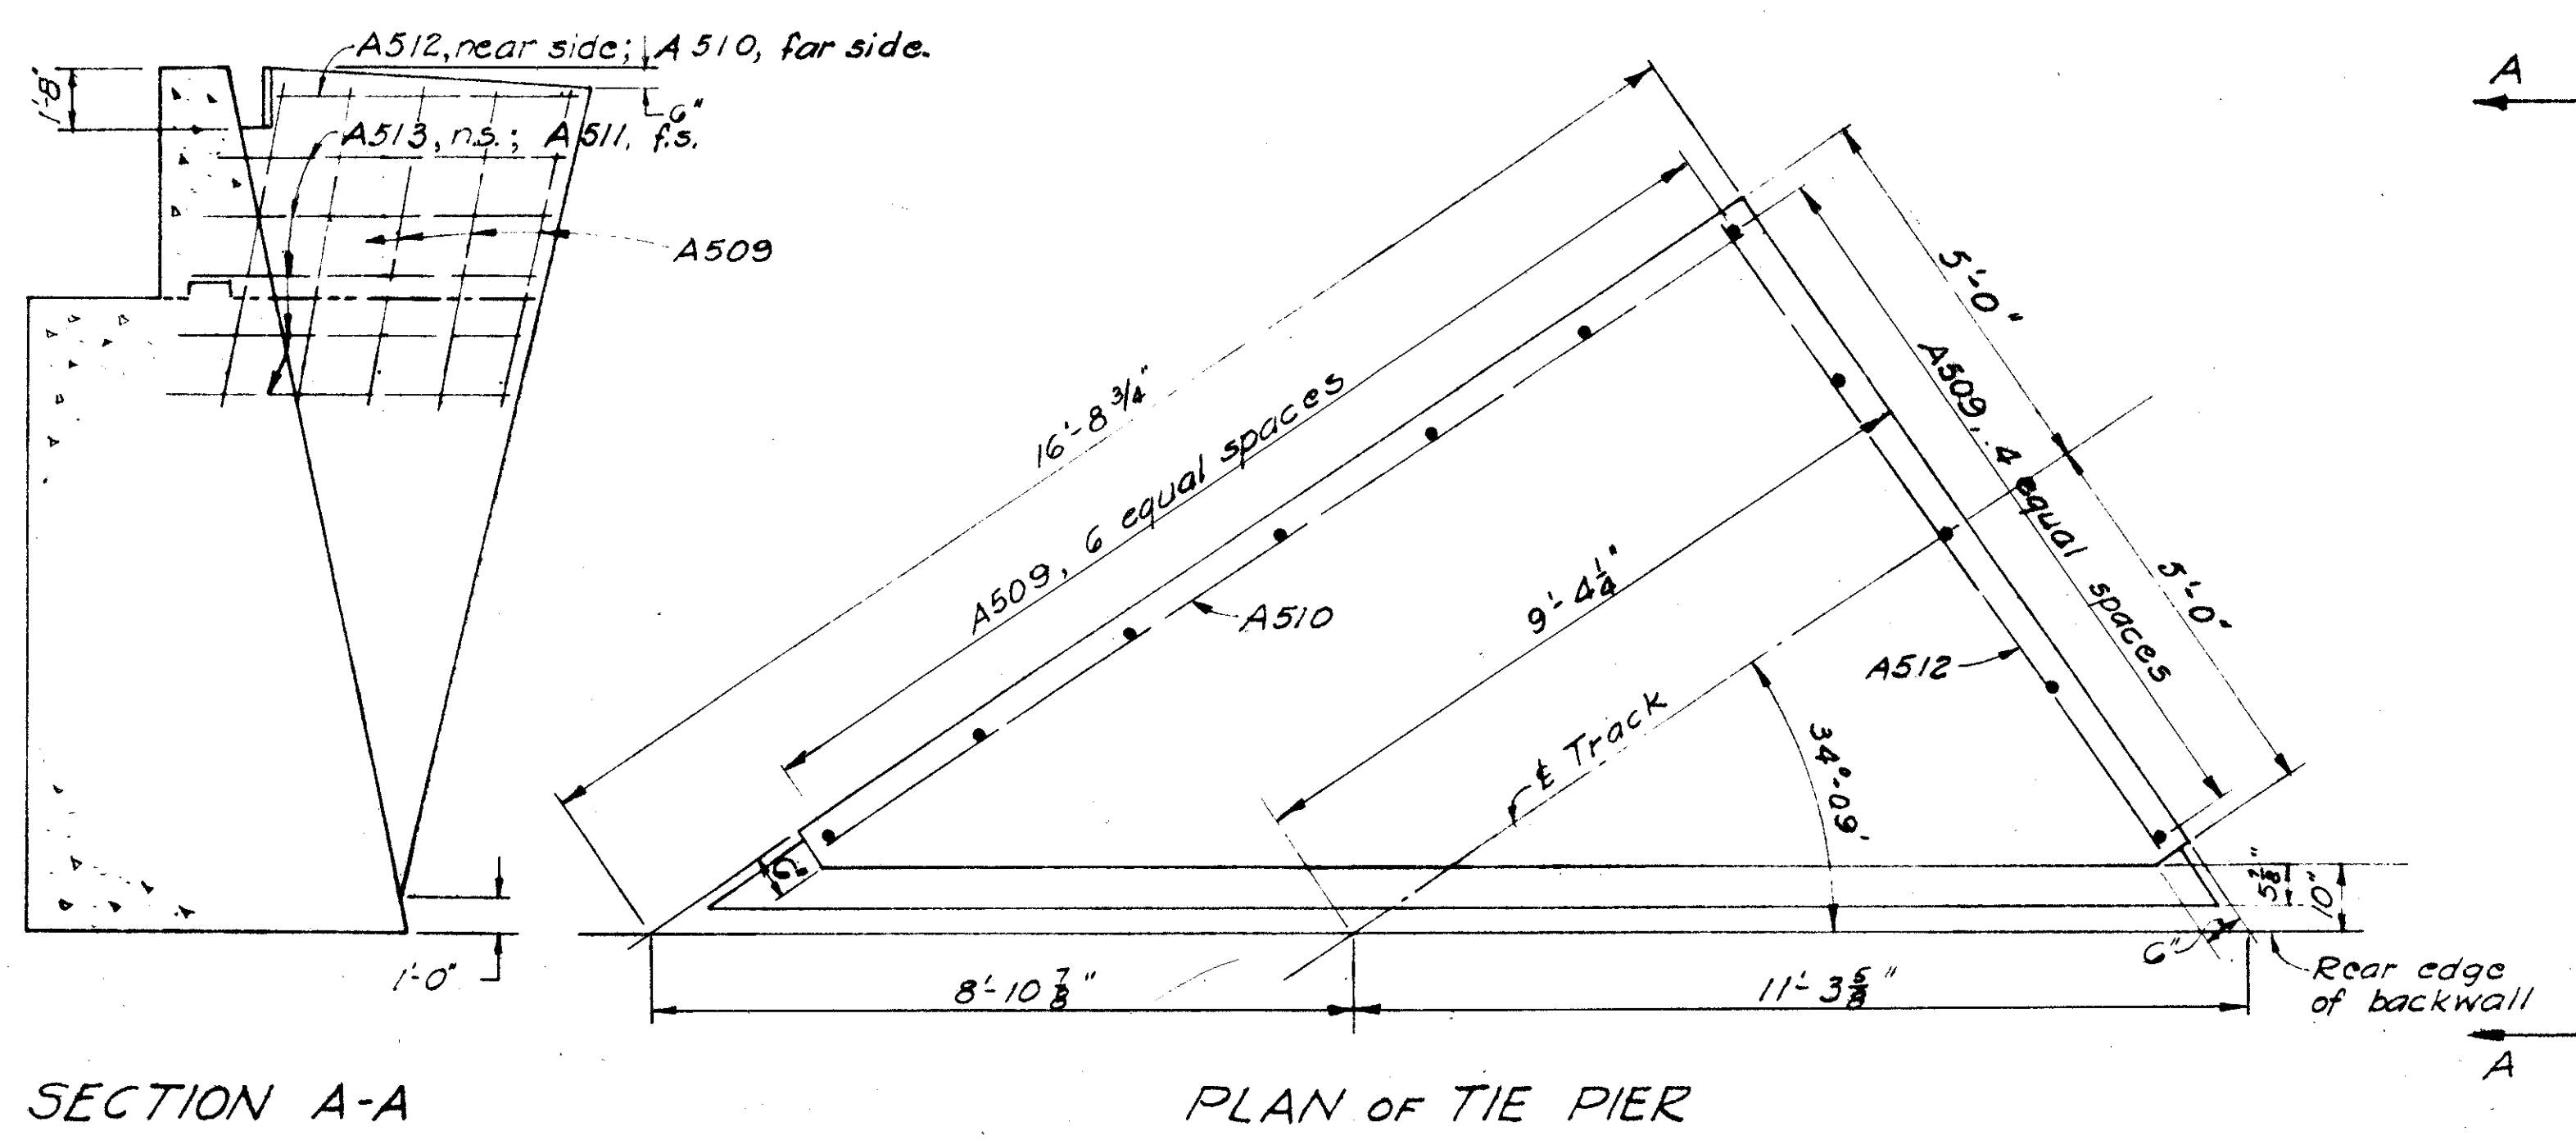 A512, near side; A510, far side.
1'-8"
6"
A513, n.s.; A511, f.s.
A509
1'-0"
SECTION A-A
16'-8 3/4"
A509, 6 equal spaces
A510
9'-4 1/4"
℄ Track
34°-09'
A512
5'-0"
A509, 4 equal spaces
5'-0"
5 7/8"
10"
6"
8'-10 7/8"
11'-3 5/8"
Rear edge
of backwall
A
A
PLAN OF TIE PIER